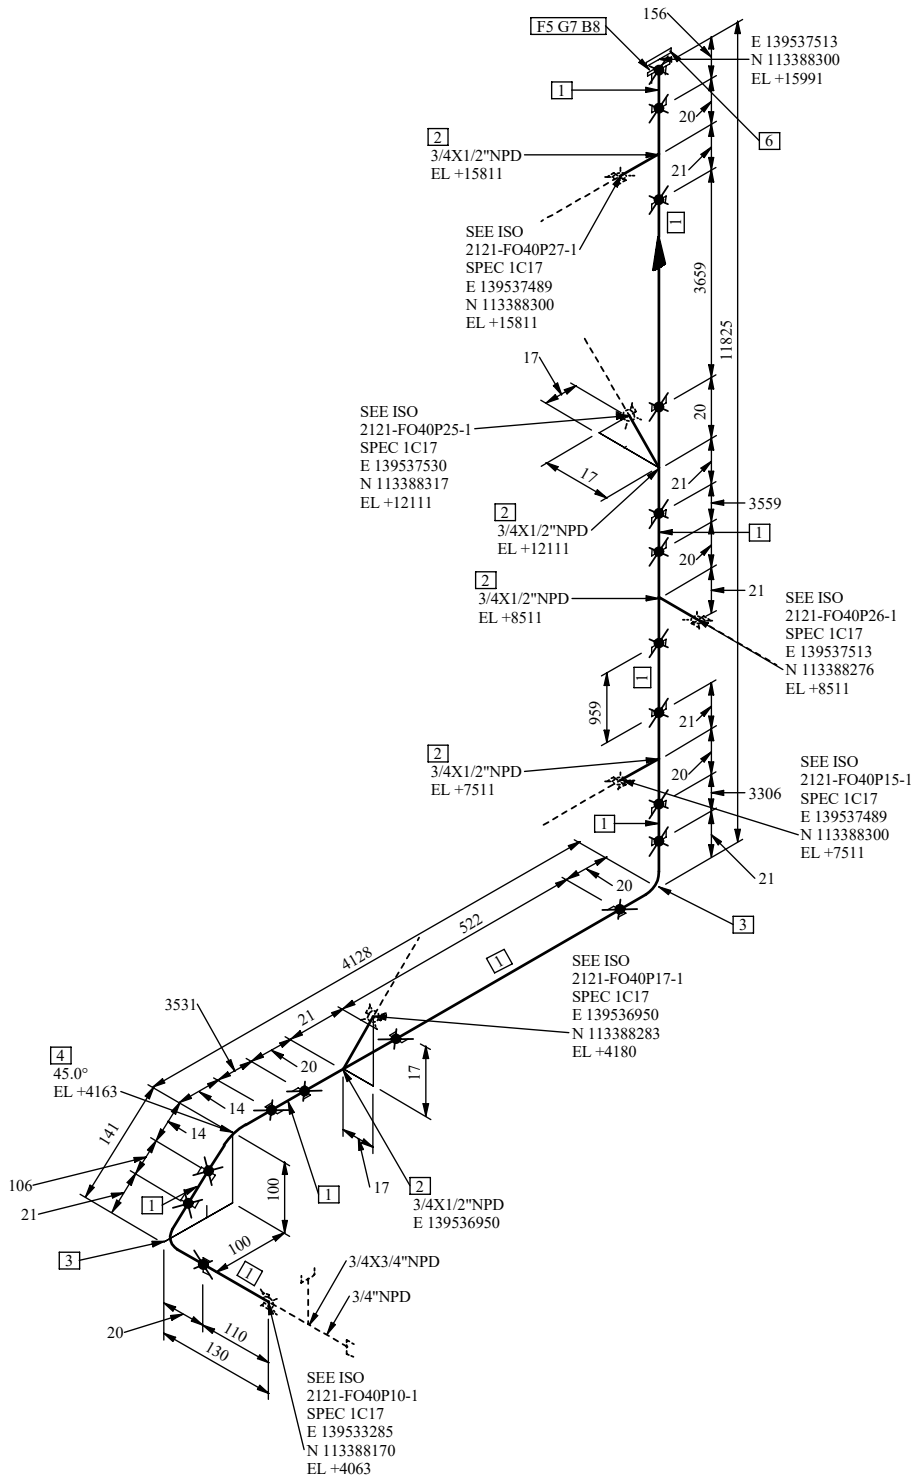 156
F5 G7 B8
E 139537513
N 113388300
EL +15991
1
20
6
2
3/4X1/2"NPD
EL +15811
21
SEE ISO
2121-FO40P27-1
SPEC 1C17
E 139537489
N 113388300
EL +15811
1
3659
11825
17
SEE ISO
2121-FO40P25-1
SPEC 1C17
E 139537530
N 113388317
EL +12111
20
17
21
3559
2
3/4X1/2"NPD
EL +12111
1
20
2
3/4X1/2"NPD
EL +8511
21
SEE ISO
2121-FO40P26-1
SPEC 1C17
E 139537513
N 113388276
EL +8511
1
959
21
2
3/4X1/2"NPD
EL +7511
20
SEE ISO
2121-FO40P15-1
SPEC 1C17
E 139537489
N 113388300
EL +7511
3306
1
21
20
3
522
4128
1
SEE ISO
2121-FO40P17-1
SPEC 1C17
E 139536950
N 113388283
EL +4180
3531
21
20
4
45.0°
EL +4163
14
14
17
141
106
21
1
1
17
2
3/4X1/2"NPD
E 139536950
100
3
100
1
3/4X3/4"NPD
3/4"NPD
20
110
130
SEE ISO
2121-FO40P10-1
SPEC 1C17
E 139533285
N 113388170
EL +4063